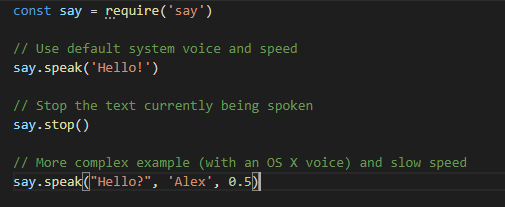 const say = require('say')
// Use default system voice and speed
say.speak('Hello!')
// Stop the text currently being spoken
say.stop()
// More complex example (with an OS X voice) and slow speed
say.speak("Hello?", 'Alex', 0.5)